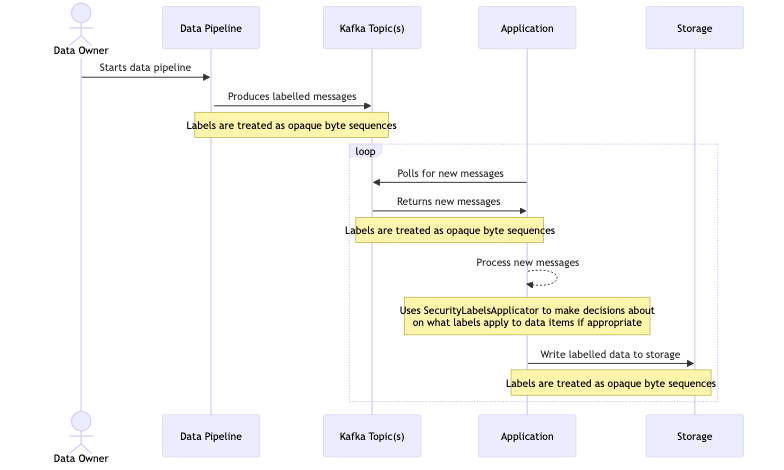 Data Owner
Data Pipeline
Kafka Topic(s)
Application
Storage
Starts data pipeline
Produces labelled messages
Labels are treated as opaque byte sequences
loop
Polls for new messages
Returns new messages
Labels are treated as opaque byte sequences
Process new messages
Uses SecurityLabelsApplicator to make decisions about
on what labels apply to data items if appropriate
Write labelled data to storage
Labels are treated as opaque byte sequences
Data Owner
Data Pipeline
Kafka Topic(s)
Application
Storage